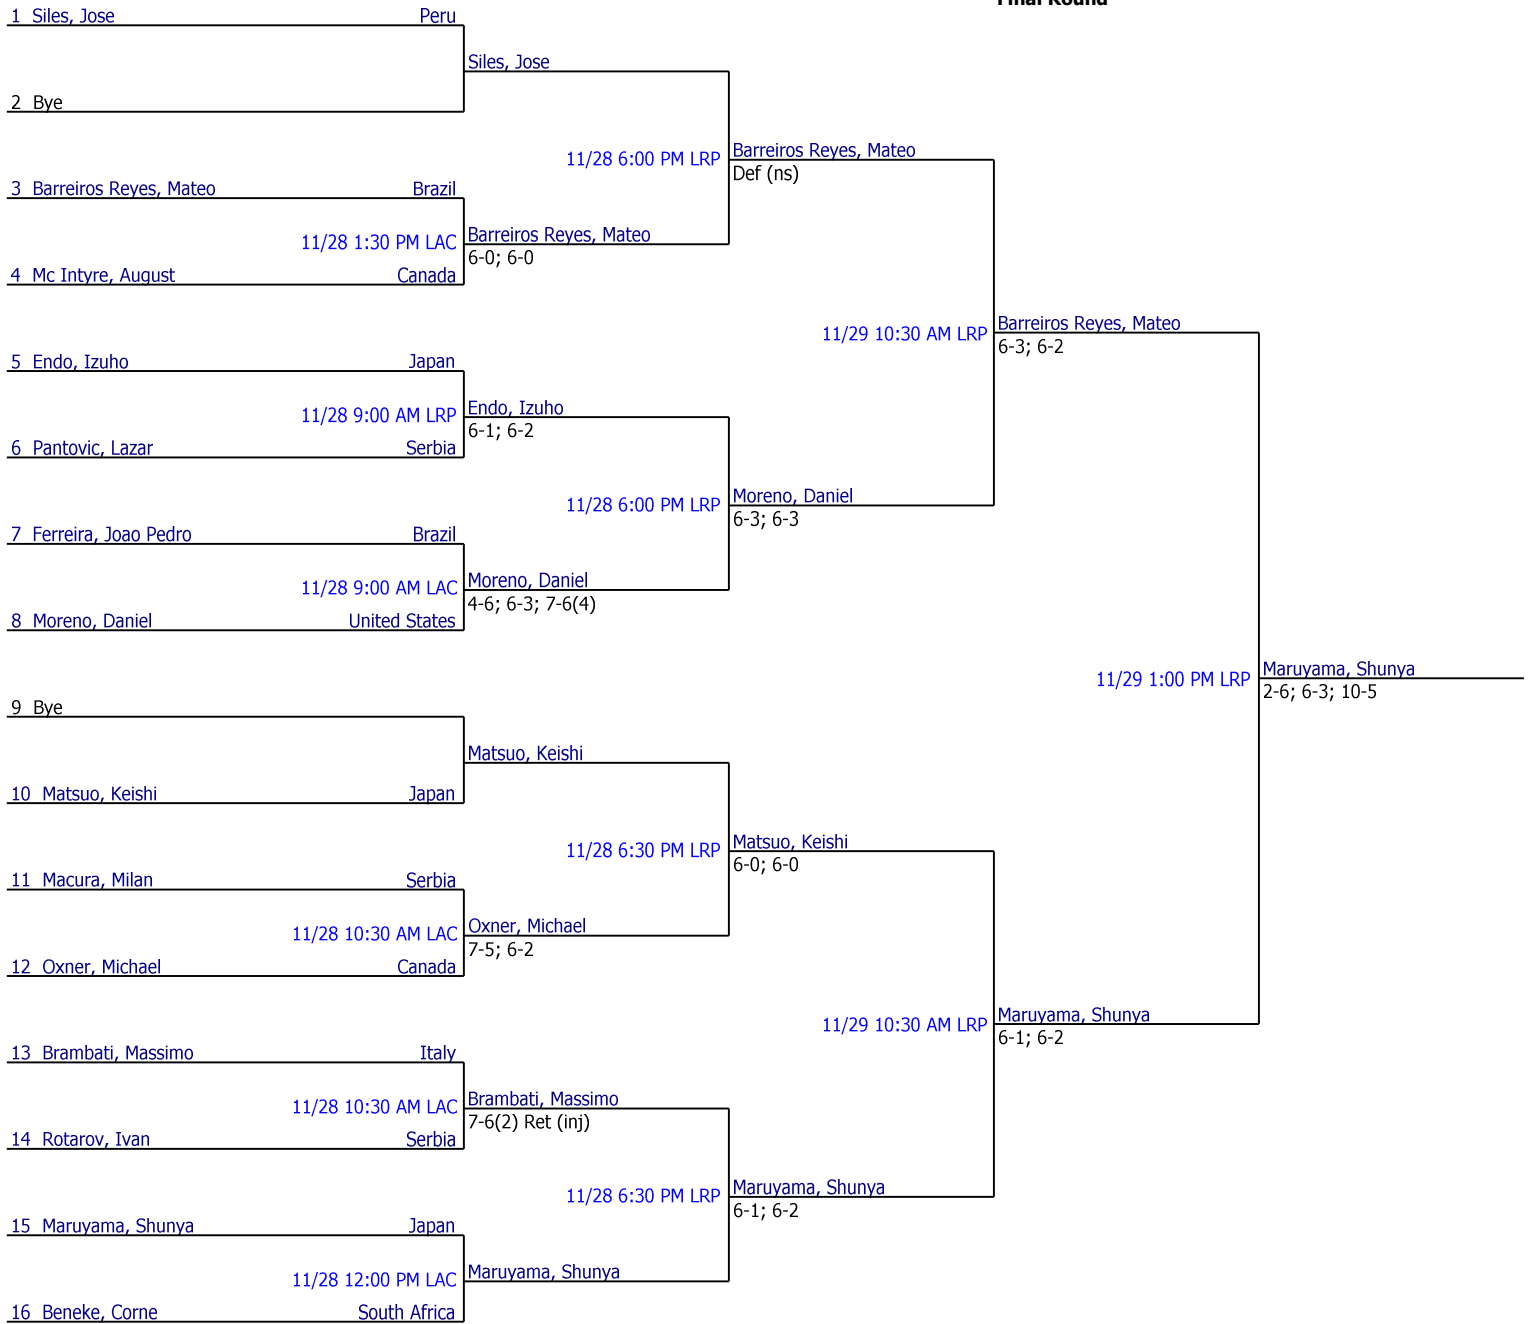 Final Round
1 Siles, Jose Peru
Siles, Jose
2 Bye
11/28 6:00 PM LRP
Barreiros Reyes, Mateo
Def (ns)
3 Barreiros Reyes, Mateo Brazil
11/28 1:30 PM LAC
Barreiros Reyes, Mateo
6-0; 6-0
4 Mc Intyre, August Canada
11/29 10:30 AM LRP
Barreiros Reyes, Mateo
6-3; 6-2
5 Endo, Izuho Japan
11/28 9:00 AM LRP
Endo, Izuho
6-1; 6-2
6 Pantovic, Lazar Serbia
11/28 6:00 PM LRP
Moreno, Daniel
6-3; 6-3
7 Ferreira, Joao Pedro Brazil
11/28 9:00 AM LAC
Moreno, Daniel
4-6; 6-3; 7-6(4)
8 Moreno, Daniel United States
11/29 1:00 PM LRP
Maruyama, Shunya
2-6; 6-3; 10-5
9 Bye
Matsuo, Keishi
10 Matsuo, Keishi Japan
11/28 6:30 PM LRP
Matsuo, Keishi
6-0; 6-0
11 Macura, Milan Serbia
11/28 10:30 AM LAC
Oxner, Michael
7-5; 6-2
12 Oxner, Michael Canada
11/29 10:30 AM LRP
Maruyama, Shunya
6-1; 6-2
13 Brambati, Massimo Italy
11/28 10:30 AM LAC
Brambati, Massimo
7-6(2) Ret (inj)
14 Rotarov, Ivan Serbia
11/28 6:30 PM LRP
Maruyama, Shunya
6-1; 6-2
15 Maruyama, Shunya Japan
11/28 12:00 PM LAC
Maruyama, Shunya
16 Beneke, Corne South Africa